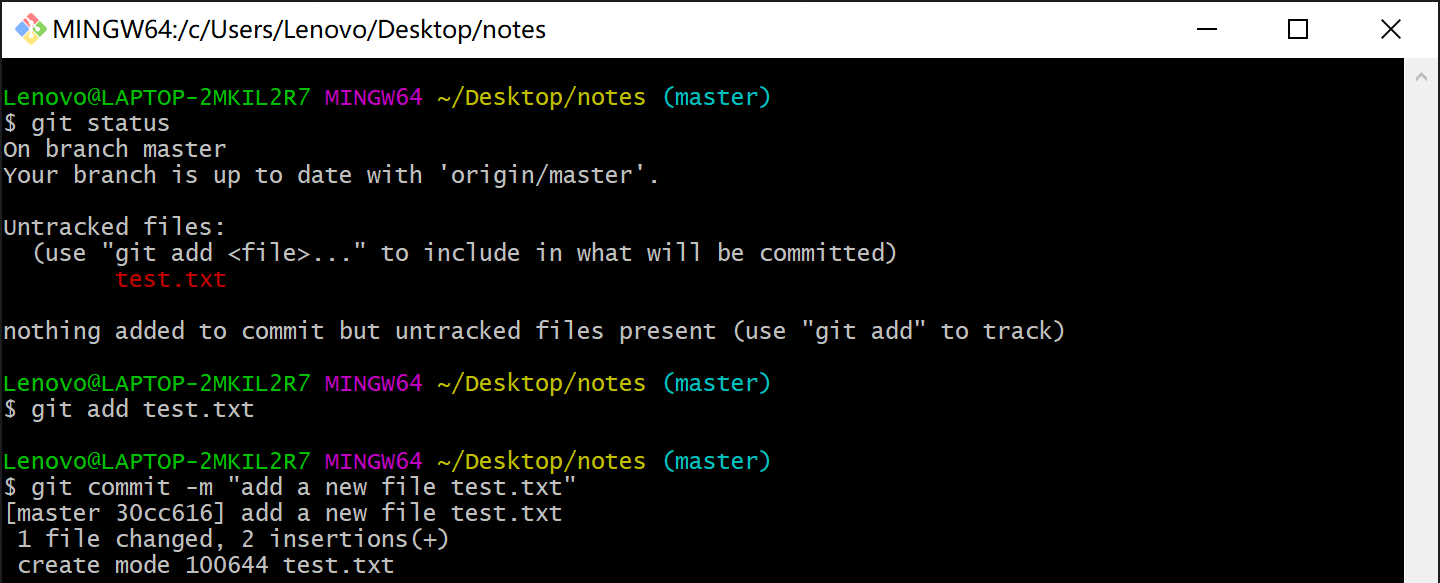 MINGW64:/c/Users/Lenovo/Desktop/notes
Lenovo@LAPTOP-2MKIL2R7 MINGW64 ~/Desktop/notes (master)
$ git status
On branch master
Your branch is up to date with 'origin/master'.
Untracked files:
  (use "git add <file>..." to include in what will be committed)
        test.txt
nothing added to commit but untracked files present (use "git add" to track)
Lenovo@LAPTOP-2MKIL2R7 MINGW64 ~/Desktop/notes (master)
$ git add test.txt
Lenovo@LAPTOP-2MKIL2R7 MINGW64 ~/Desktop/notes (master)
$ git commit -m "add a new file test.txt"
[master 30cc616] add a new file test.txt
 1 file changed, 2 insertions(+)
 create mode 100644 test.txt